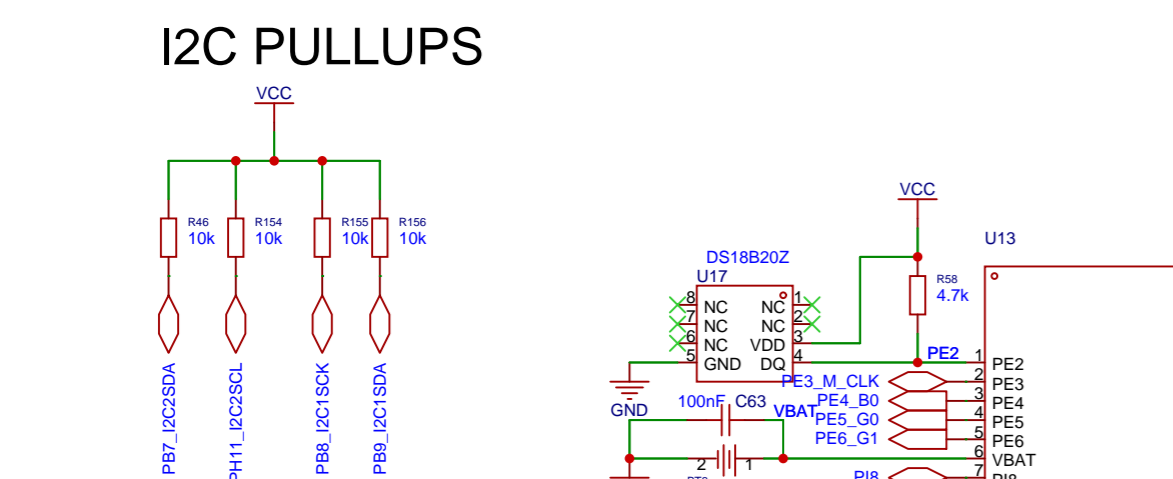 I2C PULLUPS
VCC
R46
10k
R154
10k
R155
10k
R156
10k
PB7_I2C2SDA
PH11_I2C2SCL
PB8_I2C1SCK
PB9_I2C1SDA
VCC
U13
DS18B20Z
U17
R58
4.7k
8 NC NC 1
7 NC NC 2
6 NC VDD 3
5 GND DQ 4
GND
PE2 1 PE2
PE3_M_CLK 2 PE3
PE4_B0 3 PE4
PE5_G0 4 PE5
PE6_G1 5 PE6
100nF C63
VBAT 6 VBAT
2 1
PI8 7 PI8